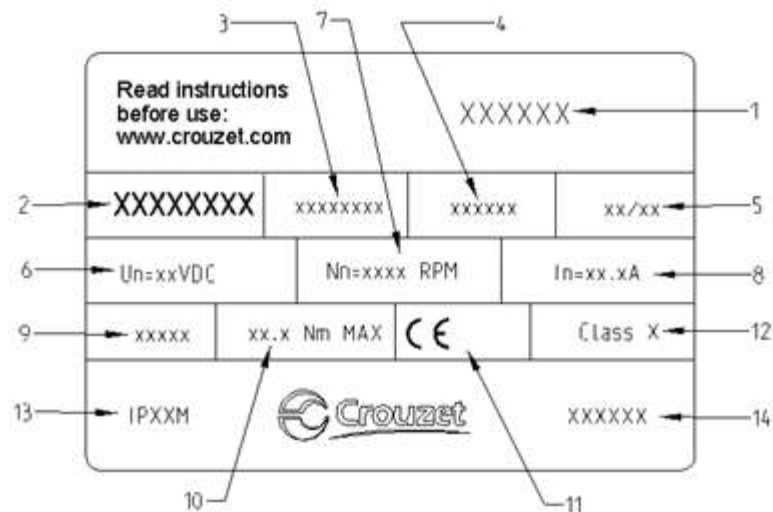 3 7 4
Read instructions
before use:
www.crouzet.com
XXXXXX 1
2 XXXXXXXX xxxxxxxx xxxxxx xx/xx 5
6 Un=xxVDC Nn=xxxx RPM In=xx.xA 8
9 xxxxx xx.x Nm MAX CE Class X 12
13 IPXXM Crouzet XXXXXX 14
10 11